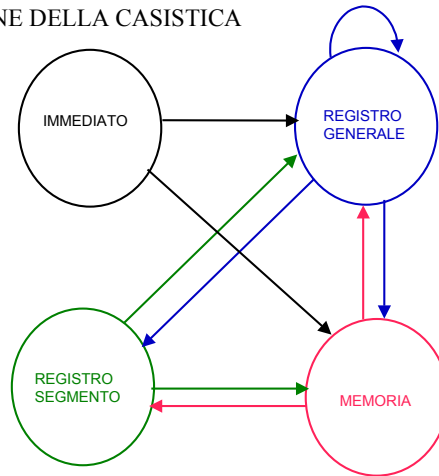 NE DELLA CASISTICA
IMMEDIATO
REGISTRO
GENERALE
REGISTRO
SEGMENTO
MEMORIA